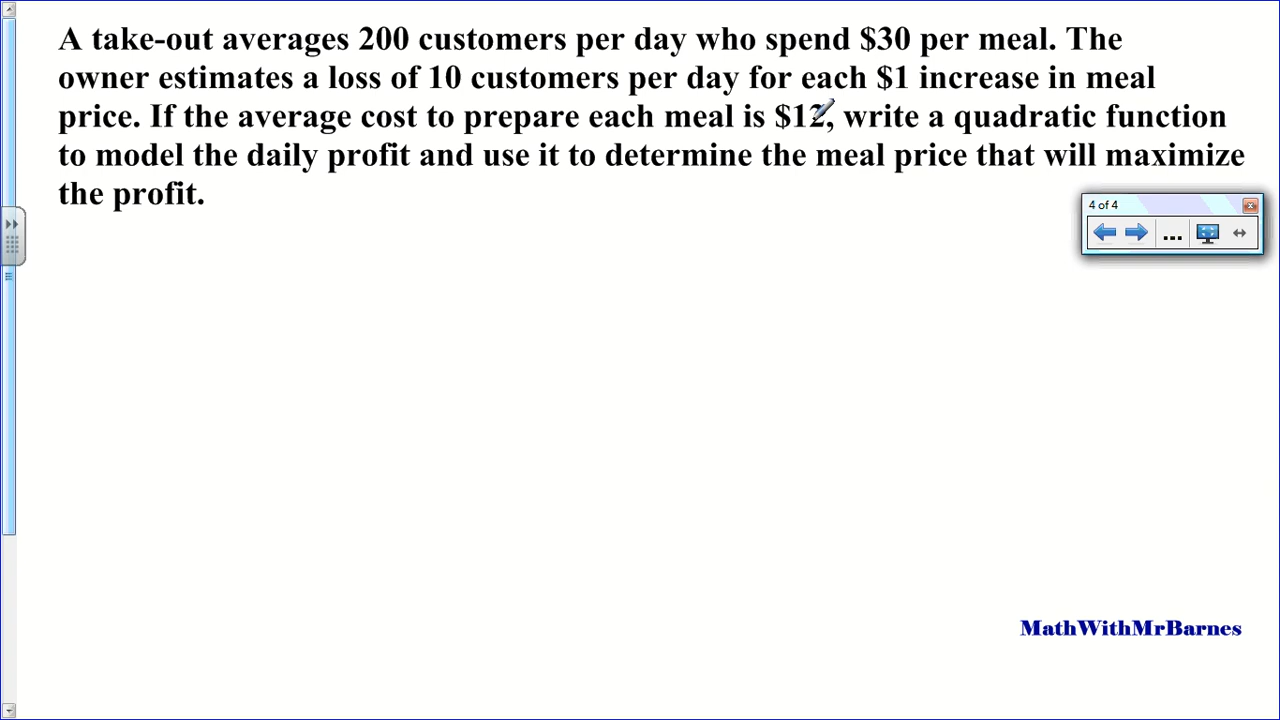 A take-out averages 200 customers per day who spend $30 per meal. The
owner estimates a loss of 10 customers per day for each $1 increase in meal
price. If the average cost to prepare each meal is $12, write a quadratic function
to model the daily profit and use it to determine the meal price that will maximize
the profit.
4 of 4
...
MathWithMrBarnes